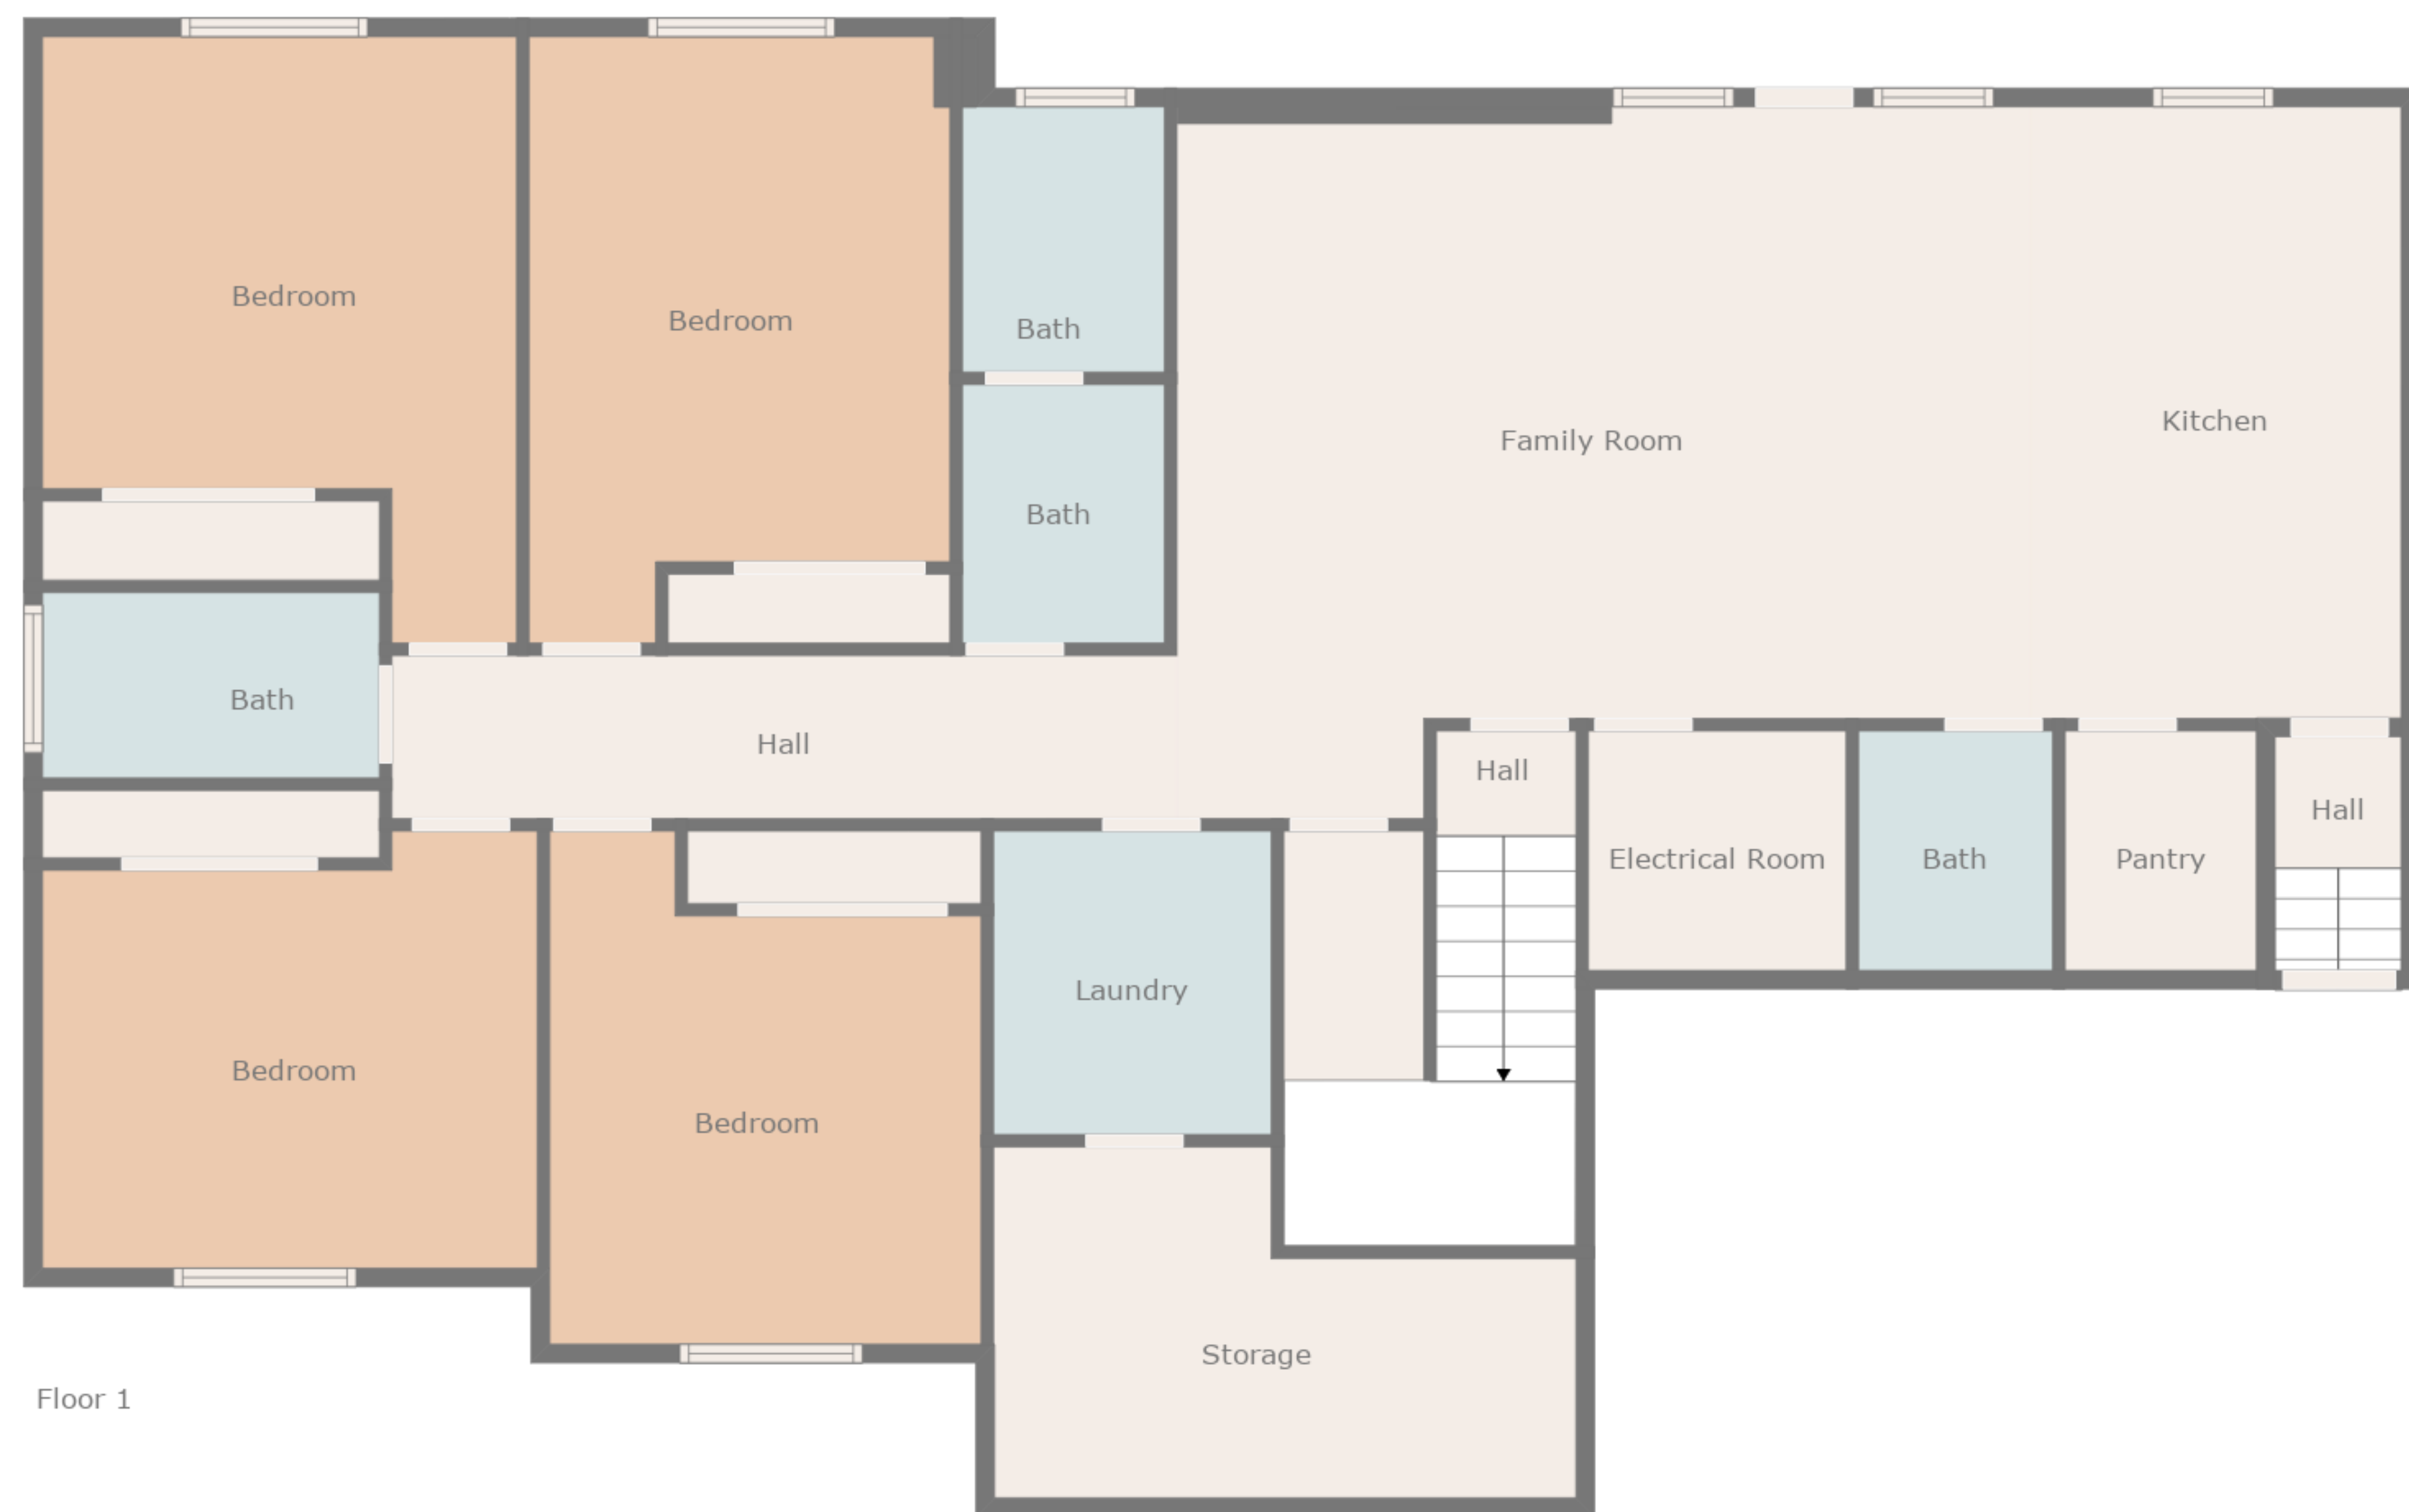 Bedroom
Bedroom
Bath
Family Room
Kitchen
Bath
Bath
Hall
Hall
Hall
Electrical Room
Bath
Pantry
Laundry
Bedroom
Bedroom
Storage
Floor 1